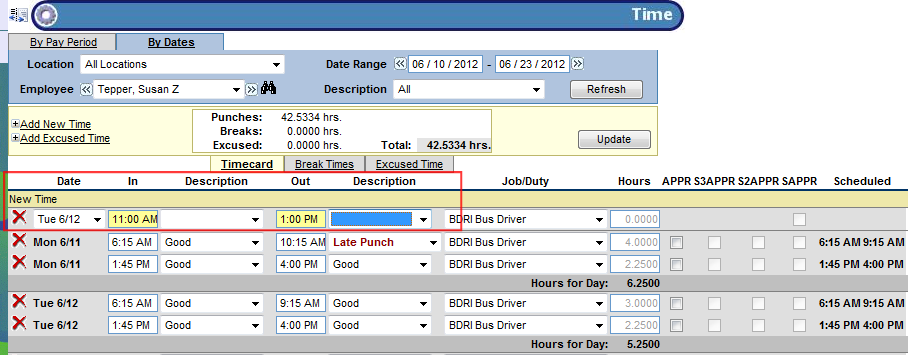 Time
By Pay Period By Dates
Location All Locations Date Range 06 / 10 / 2012 - 06 / 23 / 2012
Employee Tepper, Susan Z Description All Refresh
Punches: 42.5334 hrs.
Add New Time Breaks: 0.0000 hrs.
Add Excused Time Excused: 0.0000 hrs. Total: 42.5334 hrs. Update
Timecard Break Times Excused Time
Date In Description Out Description Job/Duty Hours APPR S3APPR S2APPR SAPPR Scheduled
New Time
Tue 6/12 11:00 AM 1:00 PM BDRI Bus Driver 0.0000
Mon 6/11 6:15 AM Good 10:15 AM Late Punch BDRI Bus Driver 4.0000 6:15 AM 9:15 AM
Mon 6/11 1:45 PM Good 4:00 PM Good BDRI Bus Driver 2.2500 1:45 PM 4:00 PM
Hours for Day: 6.2500
Tue 6/12 6:15 AM Good 9:15 AM Good BDRI Bus Driver 3.0000 6:15 AM 9:15 AM
Tue 6/12 1:45 PM Good 4:00 PM Good BDRI Bus Driver 2.2500 1:45 PM 4:00 PM
Hours for Day: 5.2500